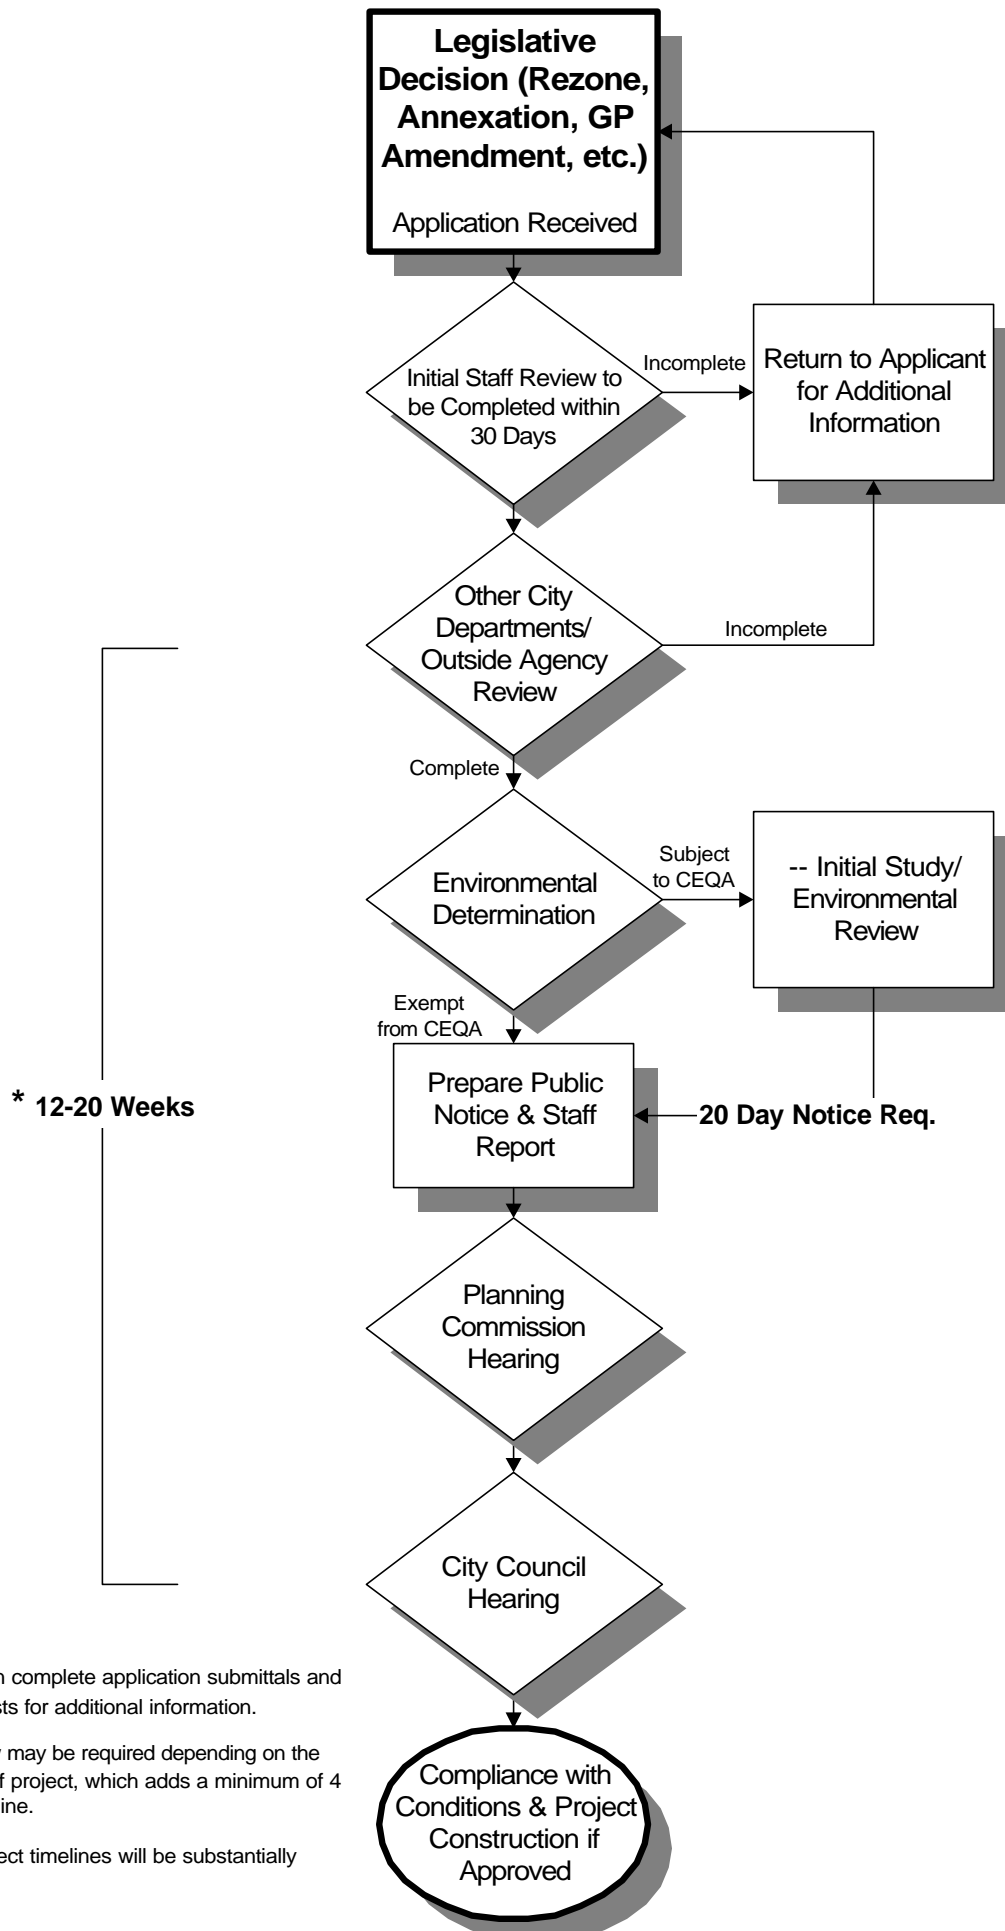 Legislative
Decision (Rezone,
Annexation, GP
Amendment, etc.)
Application Received
Initial Staff Review to
be Completed within
30 Days
Incomplete
Return to Applicant
for Additional
Information
Other City
Departments/
Outside Agency
Review
Incomplete
Complete
Environmental
Determination
Subject
to CEQA
-- Initial Study/
Environmental
Review
Exempt
from CEQA
Prepare Public
Notice & Staff
Report
20 Day Notice Req.
* 12-20 Weeks
Planning
Commission
Hearing
City Council
Hearing
complete application submittals and
for additional information.
may be required depending on the
project, which adds a minimum of 4
timelines will be substantially
Compliance with
Conditions & Project
Construction if
Approved